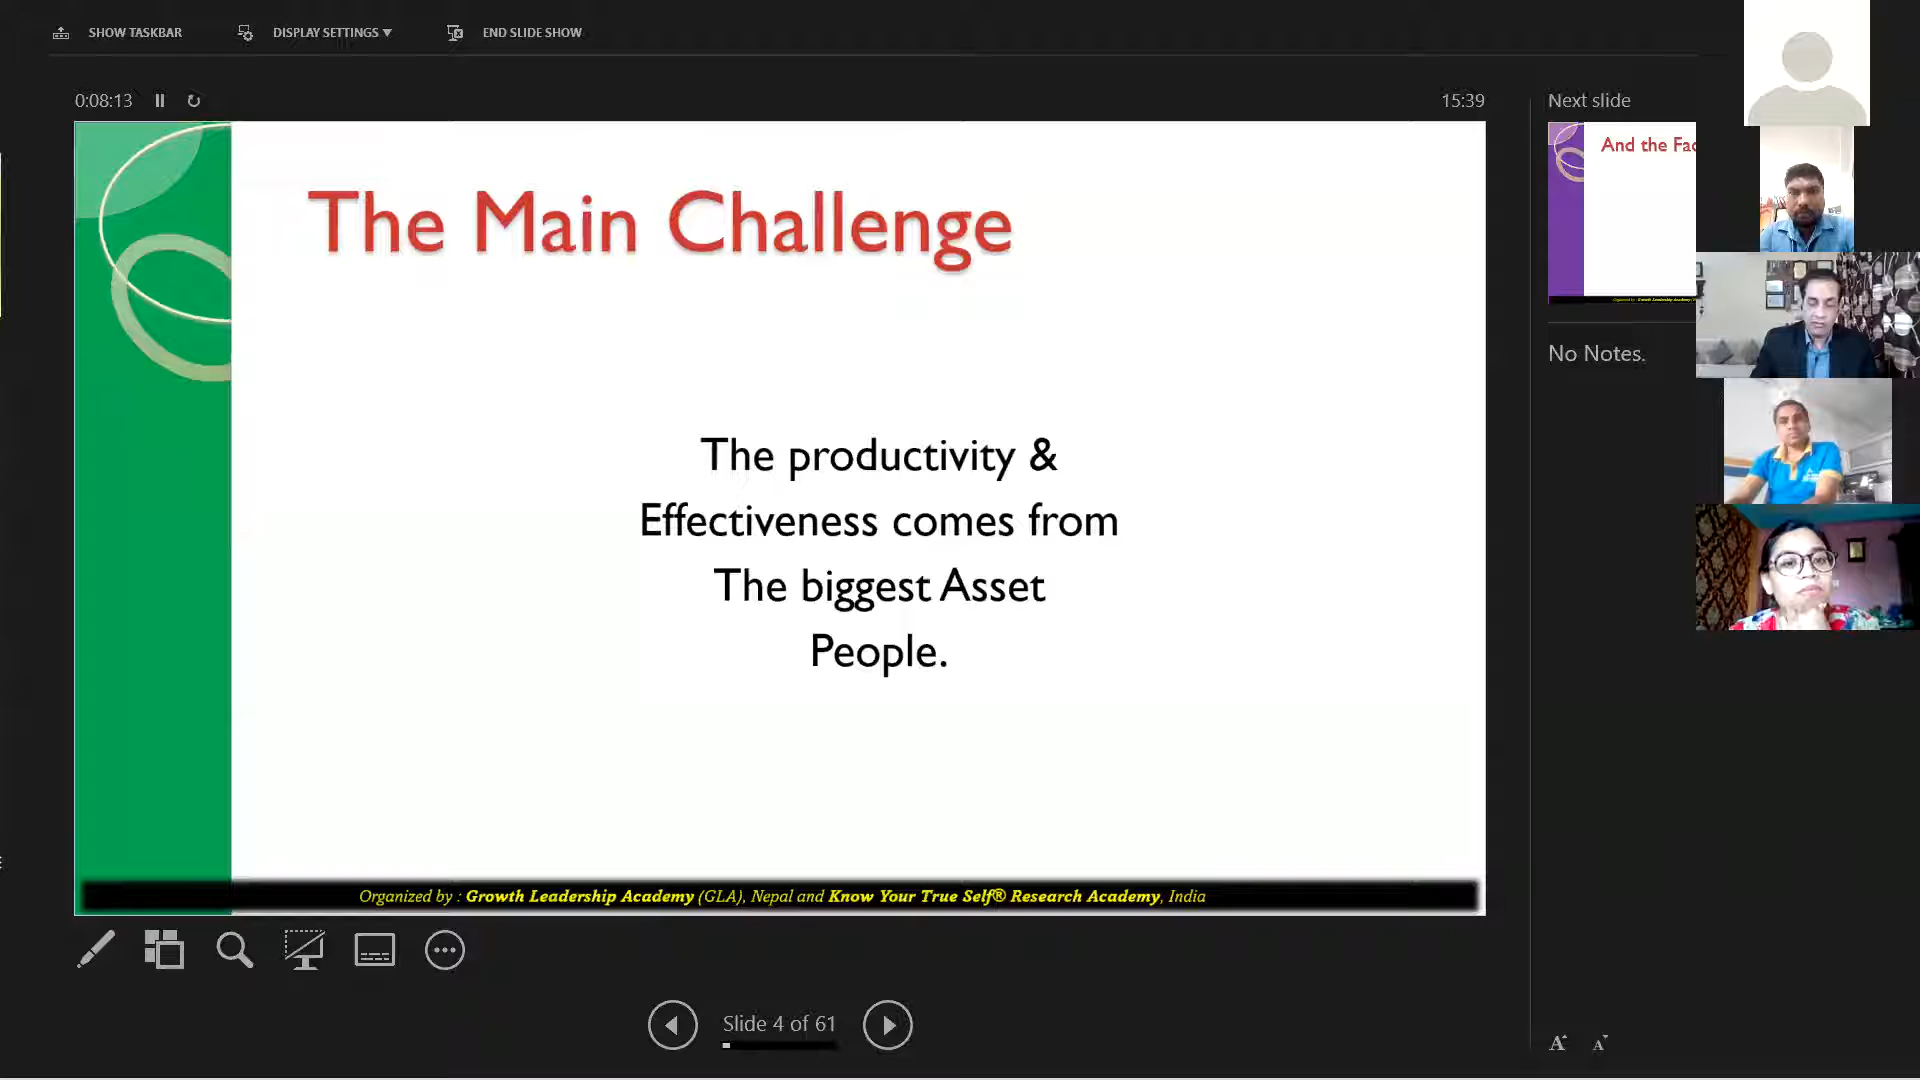 SHOW TASKBAR
DISPLAY SETTINGS ▼
END SLIDE SHOW
0:08:13
15:39
Next slide
The Main Challenge
The productivity &
Effectiveness comes from
The biggest Asset
People.
Organized by : Growth Leadership Academy (GLA), Nepal and Know Your True Self® Research Academy, India
And the Fac
No Notes.
Slide 4 of 61
A A